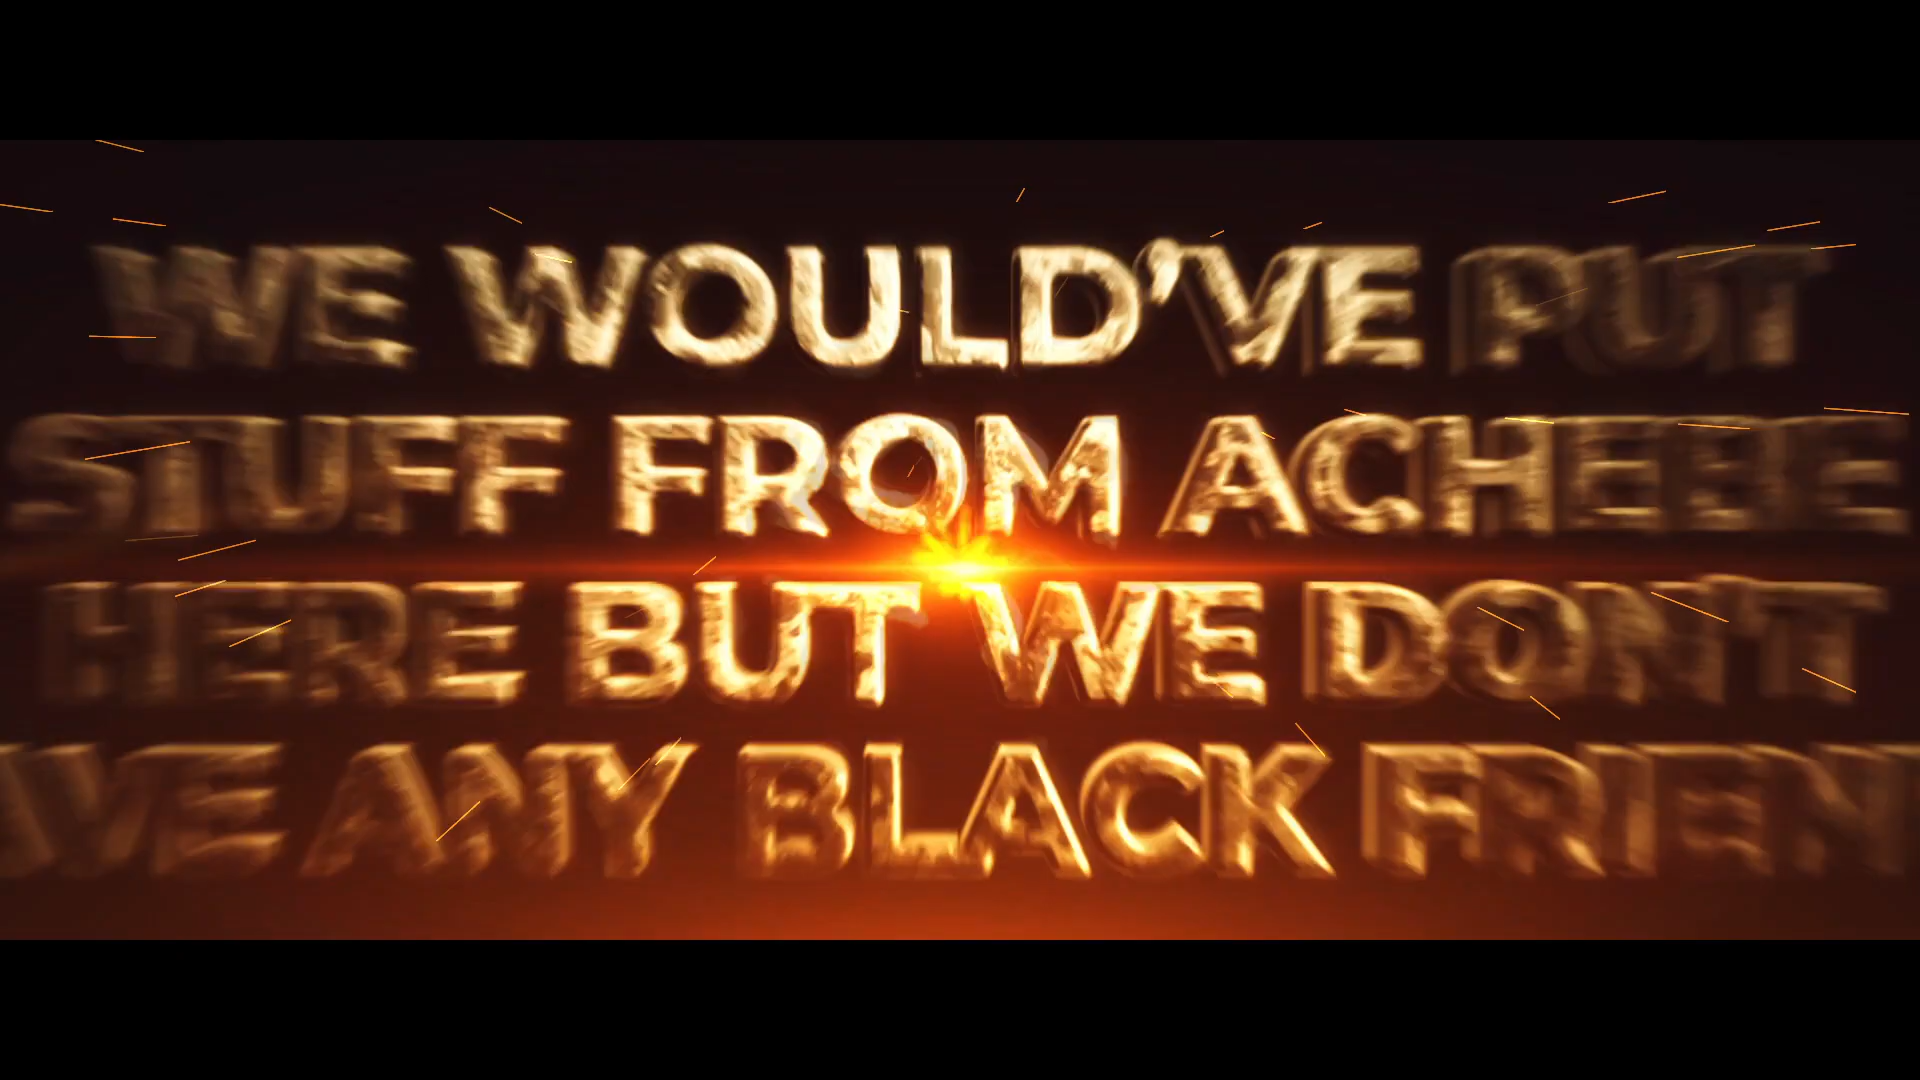 WE WOULD'VE PUT
STUFF FROM ACHEBE
HERE BUT WE DON'T
ANY BLACK